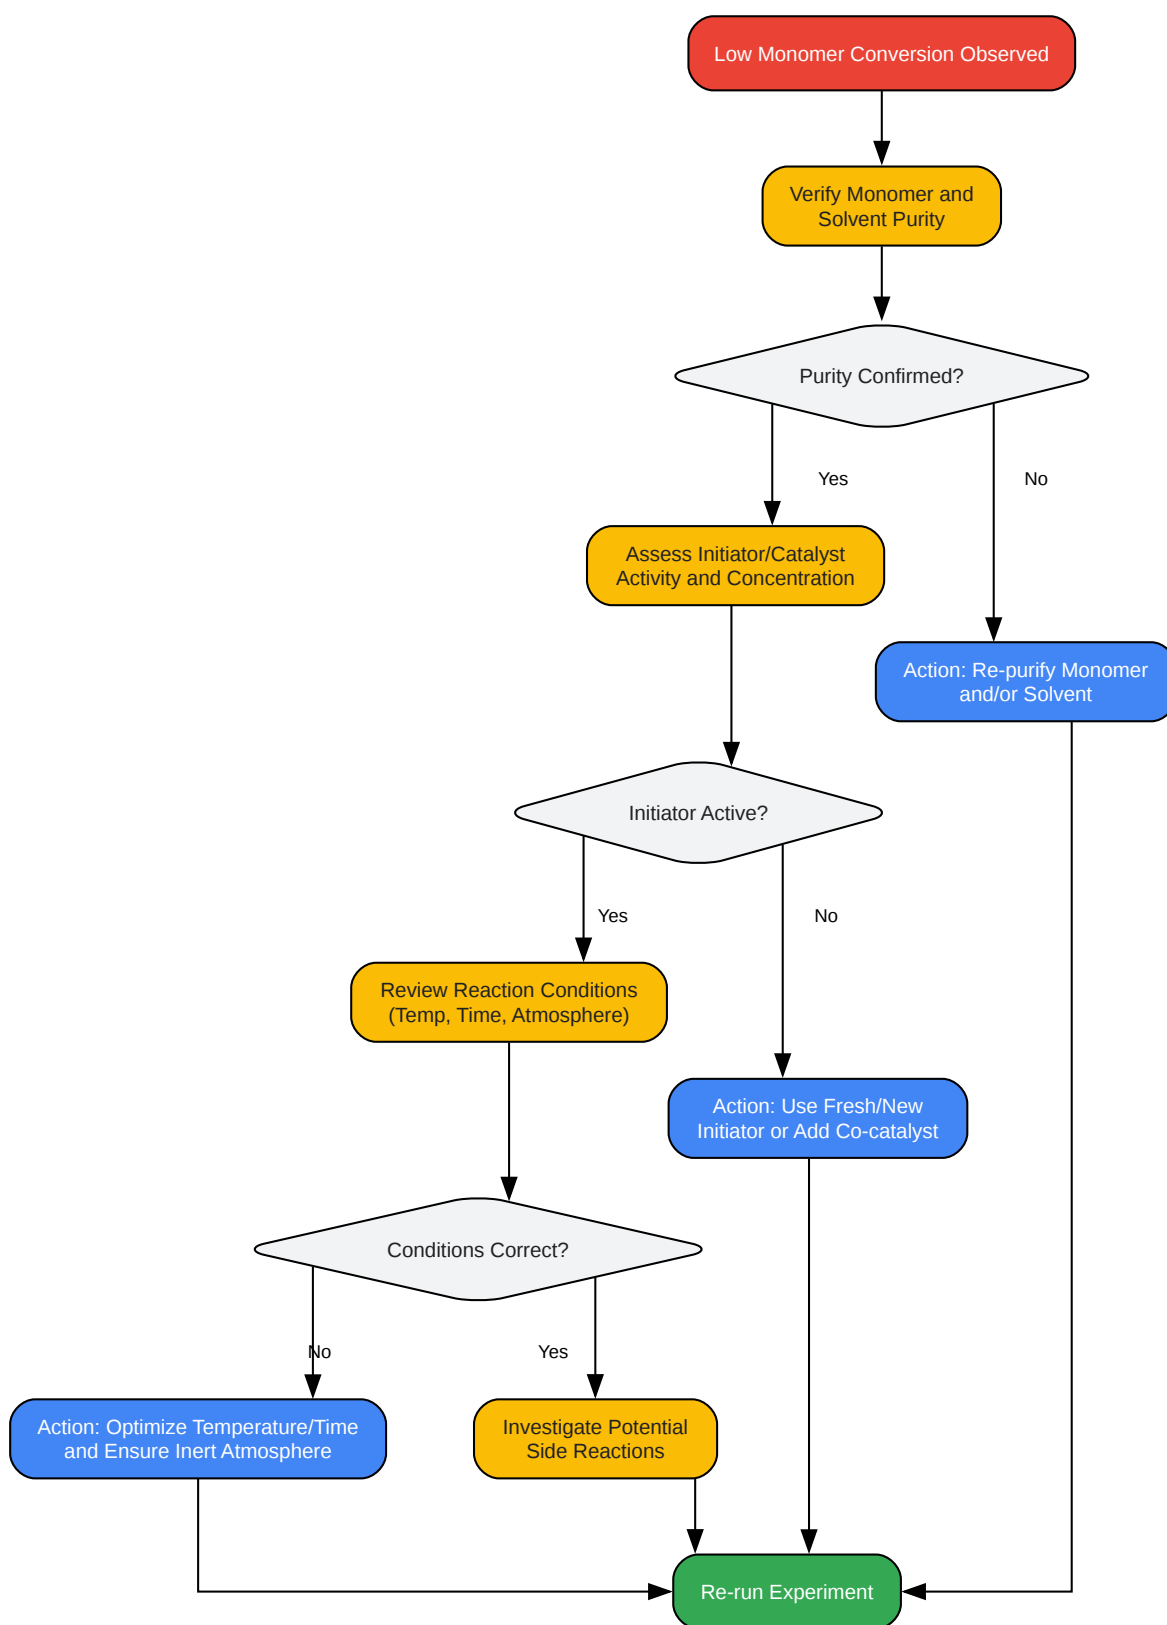 Low Monomer Conversion Observed
Verify Monomer and
Solvent Purity
Purity Confirmed?
Yes
No
Assess Initiator/Catalyst
Activity and Concentration
Action: Re-purify Monomer
and/or Solvent
Initiator Active?
Yes
No
Review Reaction Conditions
(Temp, Time, Atmosphere)
Action: Use Fresh/New
Initiator or Add Co-catalyst
Conditions Correct?
No
Yes
Action: Optimize Temperature/Time
and Ensure Inert Atmosphere
Investigate Potential
Side Reactions
Re-run Experiment